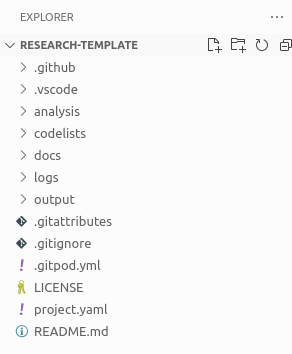 EXPLORER
RESEARCH-TEMPLATE
.github
.vscode
analysis
codelists
docs
logs
output
.gitattributes
.gitignore
.gitpod.yml
LICENSE
project.yaml
README.md